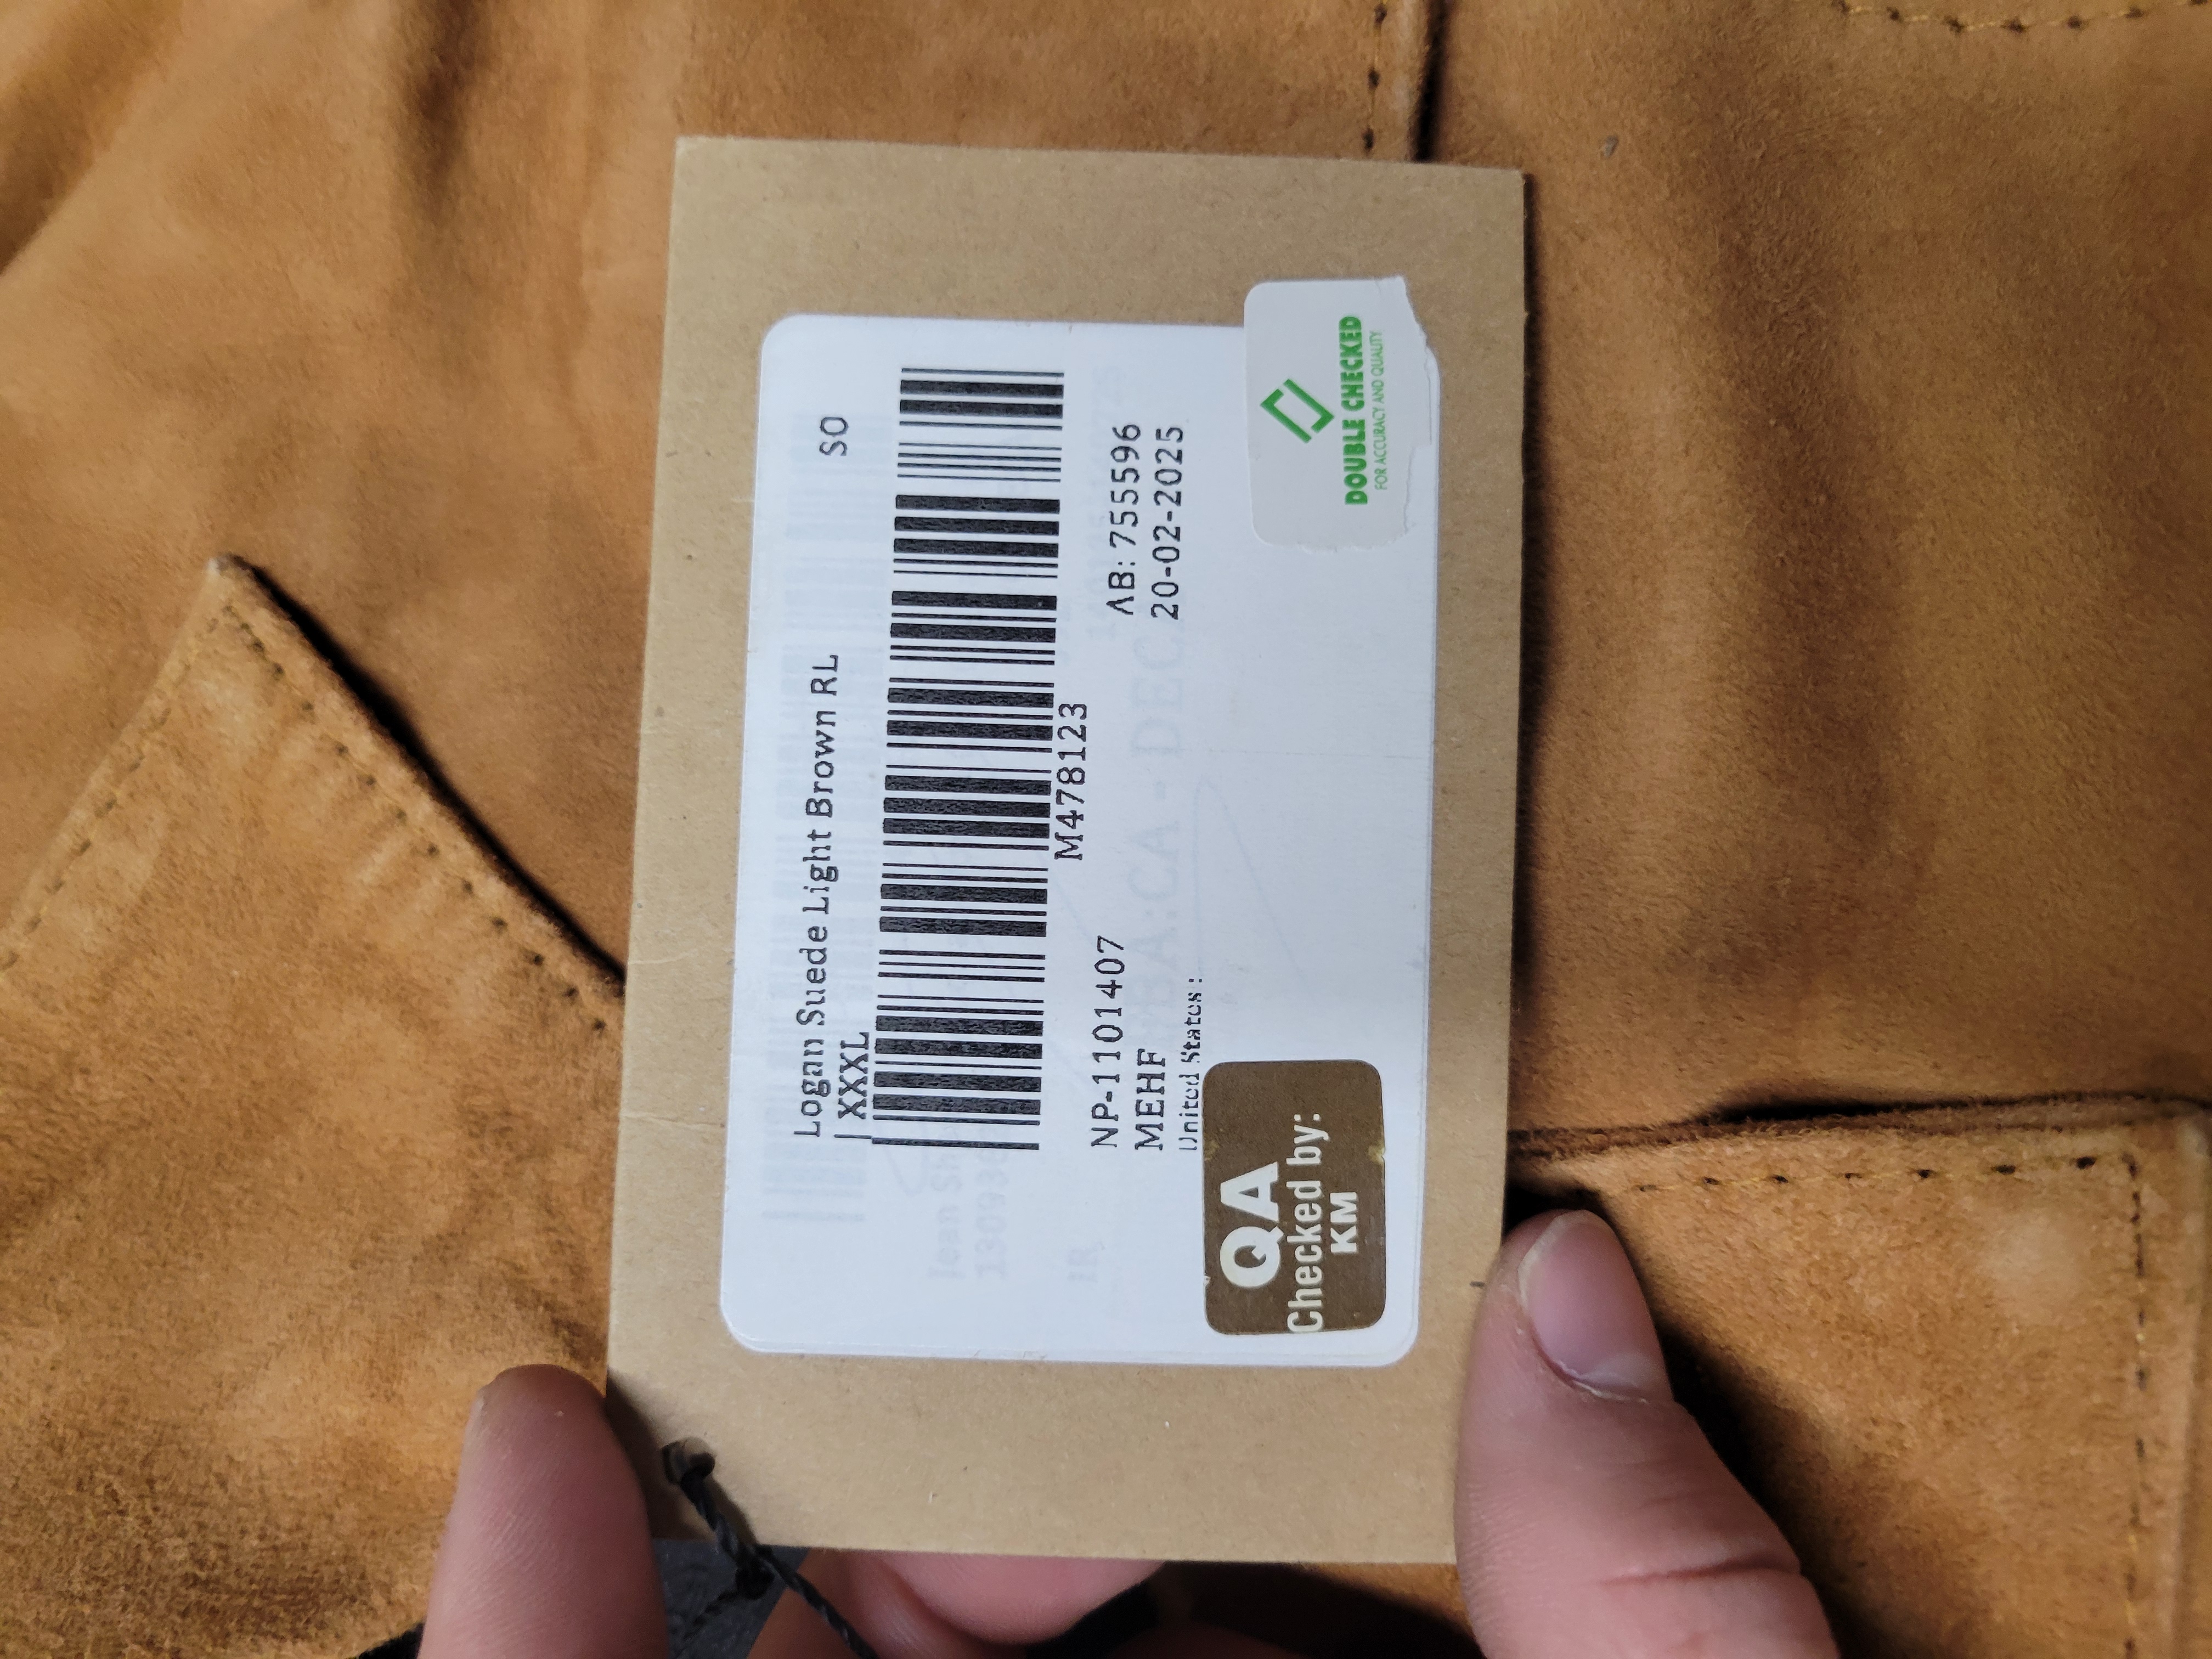 Logan Suede Light Brown RL
XXXL
SO
M478123
NP-1101407
AB: 755596
MEHF
20-02-2025
United States :
QA
Checked by:
KM
DOUBLE CHECKED
FOR ACCURACY AND QUALITY